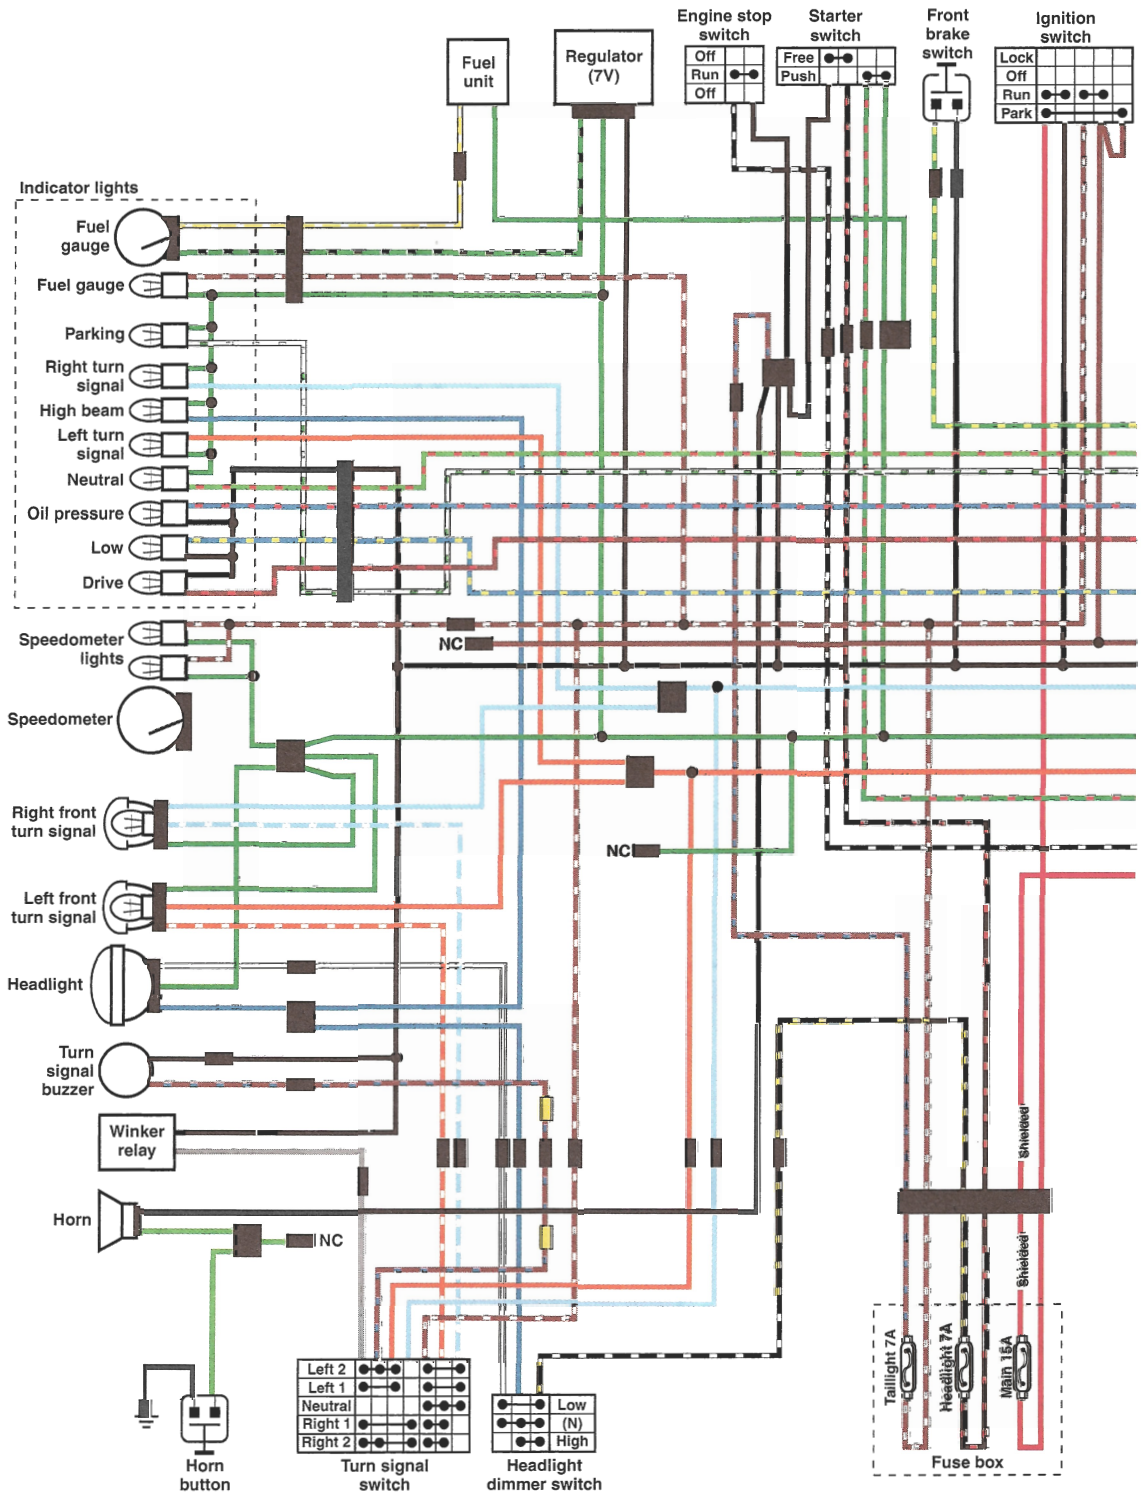 Engine stop
switch
Starter
switch
Front
brake
switch
Ignition
switch
Fuel
unit
Regulator
(7V)
Off
Run
Off
Free
Push
Lock
Off
Run
Park
Indicator lights
Fuel
gauge
Fuel gauge
Parking
Right turn
signal
High beam
Left turn
signal
Neutral
Oil pressure
Low
Drive
Speedometer
lights
NC
Speedometer
Right front
turn signal
NC
Left front
turn signal
Headlight
Turn
signal
buzzer
Winker
relay
Shielded
Horn
NC
Shielded
Taillight 7A
Headlight 7A
Main 15A
Left 2
Left 1
Neutral
Right 1
Right 2
Low
(N)
High
Fuse box
Horn
button
Turn signal
switch
Headlight
dimmer switch